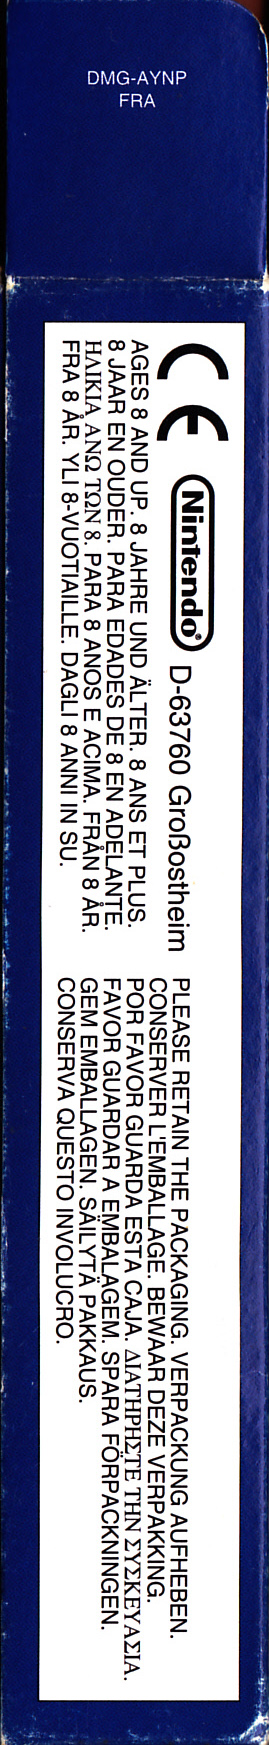 DMG-AYNP
FRA
CE Nintendo® D-63760 Großostheim
AGES 8 AND UP. 8 JAHRE UND ÄLTER. 8 ANS ET PLUS.
8 JAAR EN OUDER. PARA EDADES DE 8 EN ADELANTE.
ΗΛΙΚΙΑ ΑΝΩ ΤΩΝ 8. PARA 8 ANOS E ACIMA. FRÅN 8 ÅR.
FRA 8 ÅR. YLI 8-VUOTIAILLE. DAGLI 8 ANNI IN SU.
PLEASE RETAIN THE PACKAGING. VERPACKUNG AUFHEBEN.
CONSERVER L'EMBALLAGE. BEWAAR DEZE VERPAKKING.
POR FAVOR GUARDA ESTA CAJA. ΔΙΑΤΗΡΗΣΤΕ ΤΗΝ ΣΥΣΚΕΥΑΣΙΑ.
FAVOR GUARDAR A EMBALAGEM. SPARA FÖRPACKNINGEN.
GEM EMBALLAGEN. SÄILYTÄ PAKKAUS.
CONSERVA QUESTO INVOLUCRO.